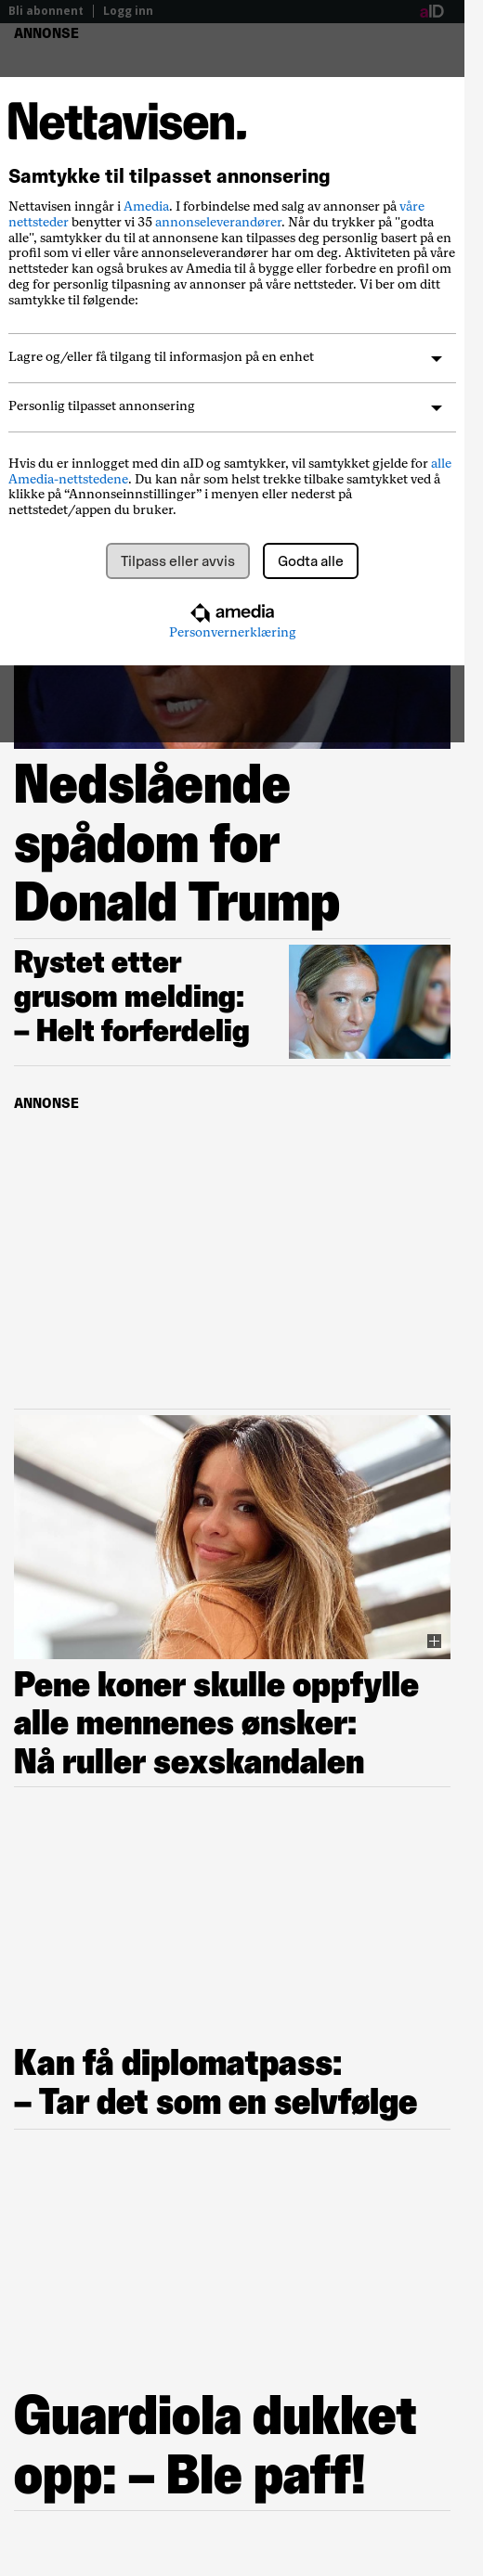 Bli abonnent | Logg inn
aID
ANNONSE
Nettavisen.
Samtykke til tilpasset annonsering
Nettavisen inngår i Amedia. I forbindelse med salg av annonser på våre
nettsteder benytter vi 35 annonseleverandører. Når du trykker på "godta
alle", samtykker du til at annonsene kan tilpasses deg personlig basert på en
profil som vi eller våre annonseleverandører har om deg. Aktiviteten på våre
nettsteder kan også brukes av Amedia til å bygge eller forbedre en profil om
deg for personlig tilpasning av annonser på våre nettsteder. Vi ber om ditt
samtykke til følgende:
Lagre og/eller få tilgang til informasjon på en enhet
Personlig tilpasset annonsering
Hvis du er innlogget med din aID og samtykker, vil samtykket gjelde for alle
Amedia-nettstedene. Du kan når som helst trekke tilbake samtykket ved å
klikke på “Annonseinnstillinger” i menyen eller nederst på
nettstedet/appen du bruker.
Tilpass eller avvis
Godta alle
amedia
Personvernerklæring
Nedslående
spådom for
Donald Trump
Rystet etter
grusom melding:
– Helt forferdelig
ANNONSE
Pene koner skulle oppfylle
alle mennenes ønsker:
Nå ruller sexskandalen
Kan få diplomatpass:
– Tar det som en selvfølge
Guardiola dukket
opp: – Ble paff!